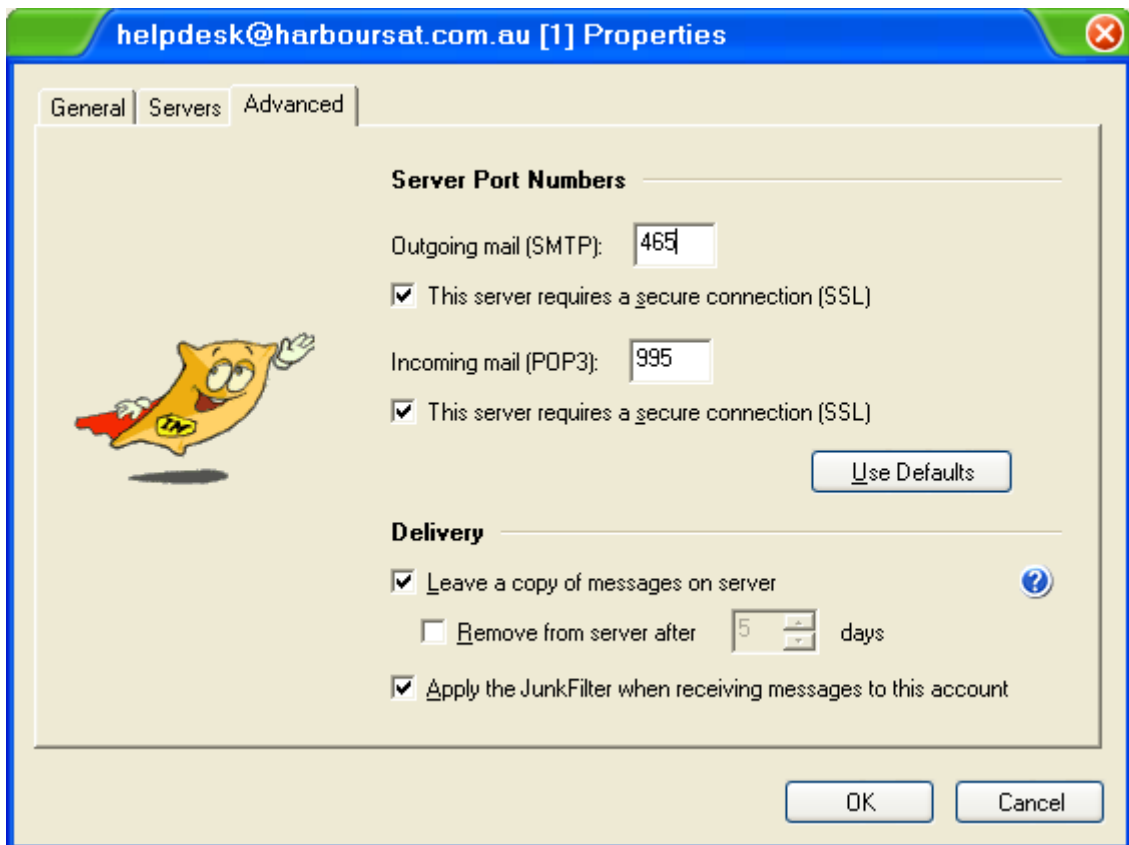 helpdesk@harboursat.com.au [1] Properties
General Servers Advanced
Server Port Numbers
Outgoing mail (SMTP): 465
This server requires a secure connection (SSL)
Incoming mail (POP3): 995
This server requires a secure connection (SSL)
Use Defaults
Delivery
Leave a copy of messages on server
Remove from server after 5 days
Apply the JunkFilter when receiving messages to this account
IN
OK Cancel